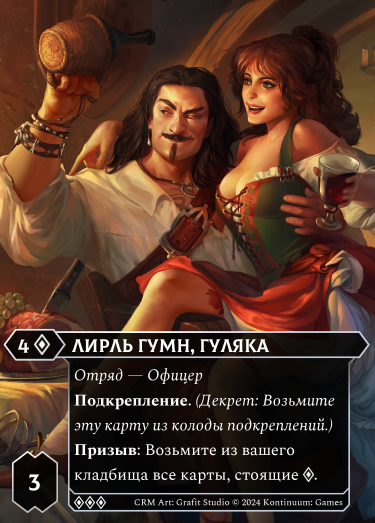 4
ЛИРЛЬ ГУМН, ГУЛЯКА
Отряд — Офицер
Подкрепление. (Декрет: Возьмите
эту карту из колоды подкреплений.)
Призыв: Возьмите из вашего
кладбища все карты, стоящие .
3
CRM Art: Grafit Studio © 2024 Kontinuum: Games